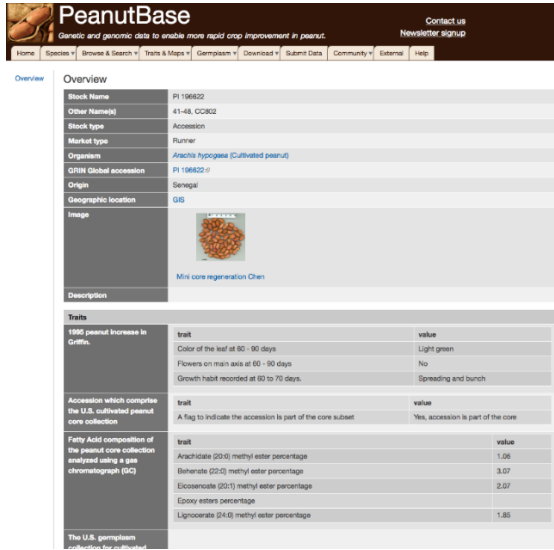 PeanutBase
Genetic and genomic data to enable more rapid crop improvement in peanut.
Contact us
Newsletter signup
Home Species Browse & Search Traits & Maps Germplasm Download Submit Data Community External Help
Overview
Overview
Stock Name PI 196622
Other Name(s) 41-48, CC802
Stock type Accession
Market type Runner
Organism Arachis hypogaea (Cultivated peanut)
GRIN Global accession PI 196622
Origin Senegal
Geographic location GIS
Image
Mini core regeneration Chen
Description
Traits
1995 peanut increase in
Griffin.
trait value
Color of the leaf at 60 - 90 days Light green
Flowers on main axis at 60 - 90 days No
Growth habit recorded at 60 to 70 days. Spreading and bunch
Accession which comprise
the U.S. cultivated peanut
core collection
trait value
A flag to indicate the accession is part of the core subset Yes, accession is part of the core
Fatty Acid composition of
the peanut core collection
analyzed using a gas
chromatograph (GC)
trait value
Arachidate (20:0) methyl ester percentage 1.06
Behenate (22:0) methyl ester percentage 3.07
Eicosenoate (20:1) methyl ester percentage 2.07
Epoxy esters percentage
Lignocerate (24:0) methyl ester percentage 1.85
The U.S. germplasm
collection for cultivated